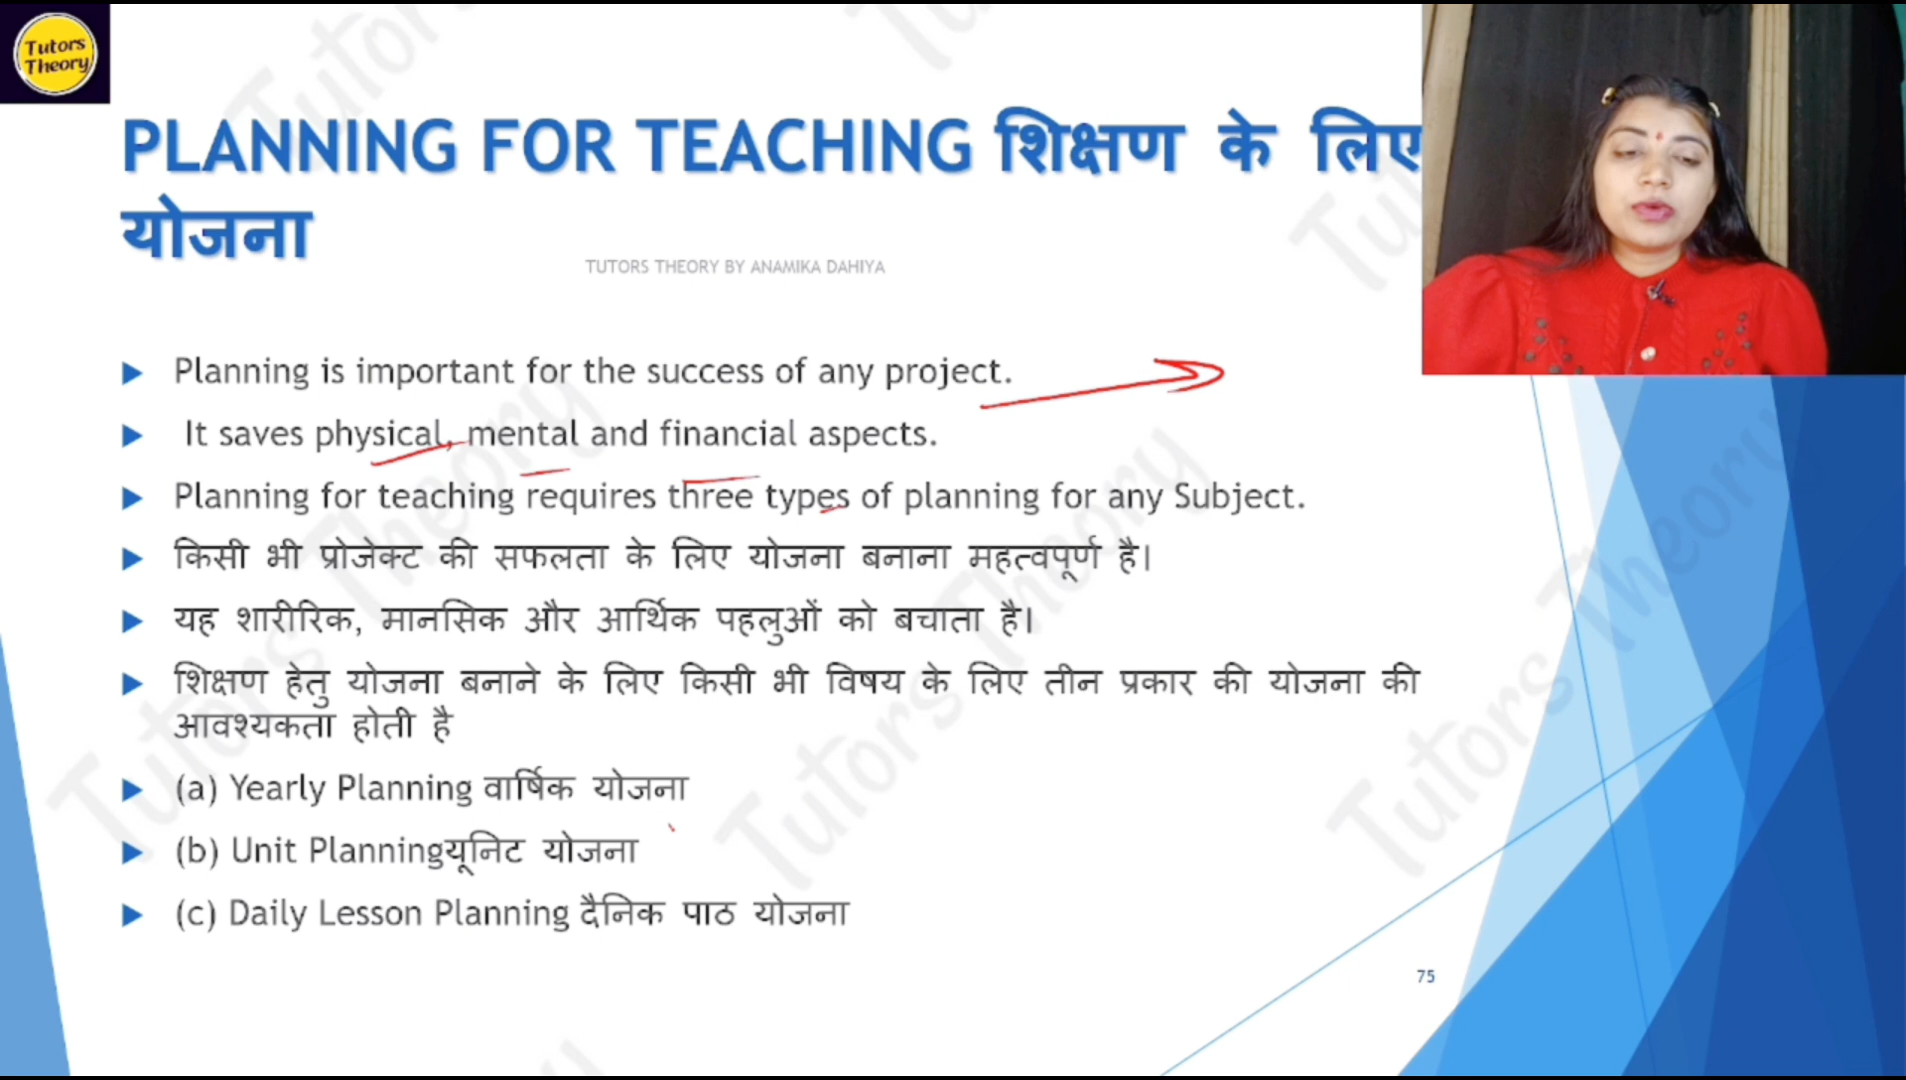 Tutors
Theory
PLANNING FOR TEACHING शिक्षण के लिए
योजना
TUTORS THEORY BY ANAMIKA DAHIYA
Planning is important for the success of any project.
It saves physical, mental and financial aspects.
Planning for teaching requires three types of planning for any Subject.
किसी भी प्रोजेक्ट की सफलता के लिए योजना बनाना महत्वपूर्ण है।
यह शारीरिक, मानसिक और आर्थिक पहलुओं को बचाता है।
शिक्षण हेतु योजना बनाने के लिए किसी भी विषय के लिए तीन प्रकार की योजना की
आवश्यकता होती है
(a) Yearly Planning वार्षिक योजना
(b) Unit Planningयूनिट योजना
(c) Daily Lesson Planning दैनिक पाठ योजना
75